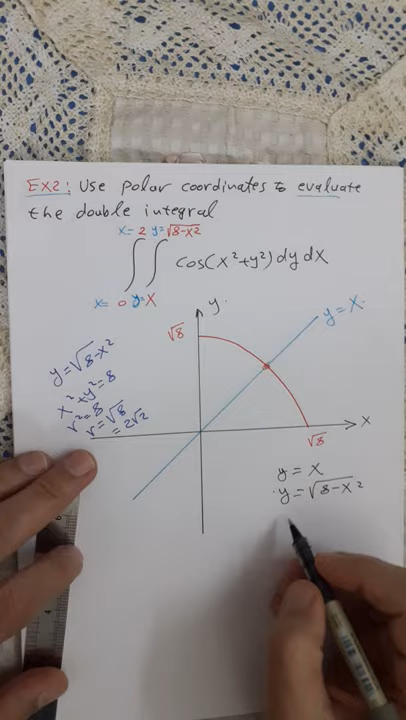 EX2: Use polar coordinates to evaluate
the double integral
x= 2 y=√8-x²
∫∫ cos(x²+y²) dy dx
x= 0 y=x
y
y=x
√8
y=√8-x²
x²+y²=8
r²=8
r=√8
=2√2
x
√8
y = x
y=√8-x²